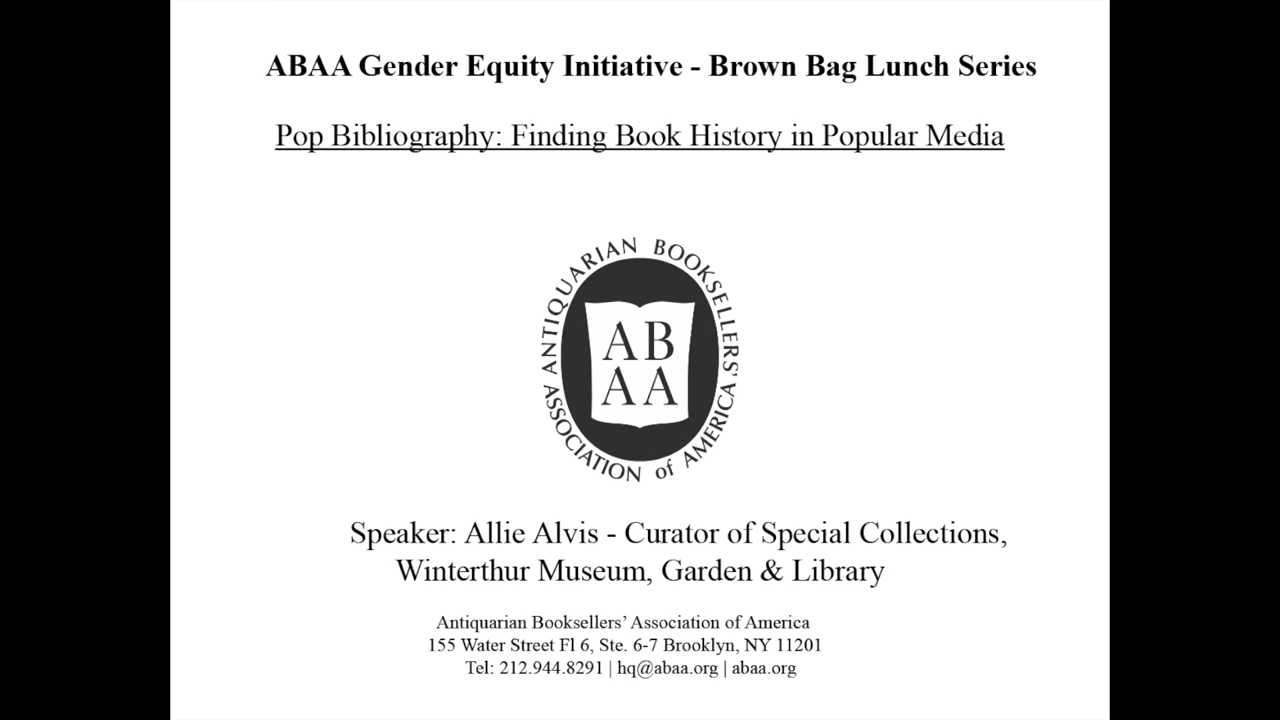 ABAA Gender Equity Initiative - Brown Bag Lunch Series
Pop Bibliography: Finding Book History in Popular Media
ANTIQUARIAN BOOKSELLERS'
AB
AA
ASSOCIATION of AMERICA
Speaker: Allie Alvis - Curator of Special Collections,
Winterthur Museum, Garden & Library
Antiquarian Booksellers' Association of America
155 Water Street Fl 6, Ste. 6-7 Brooklyn, NY 11201
Tel: 212.944.8291 | hq@abaa.org | abaa.org